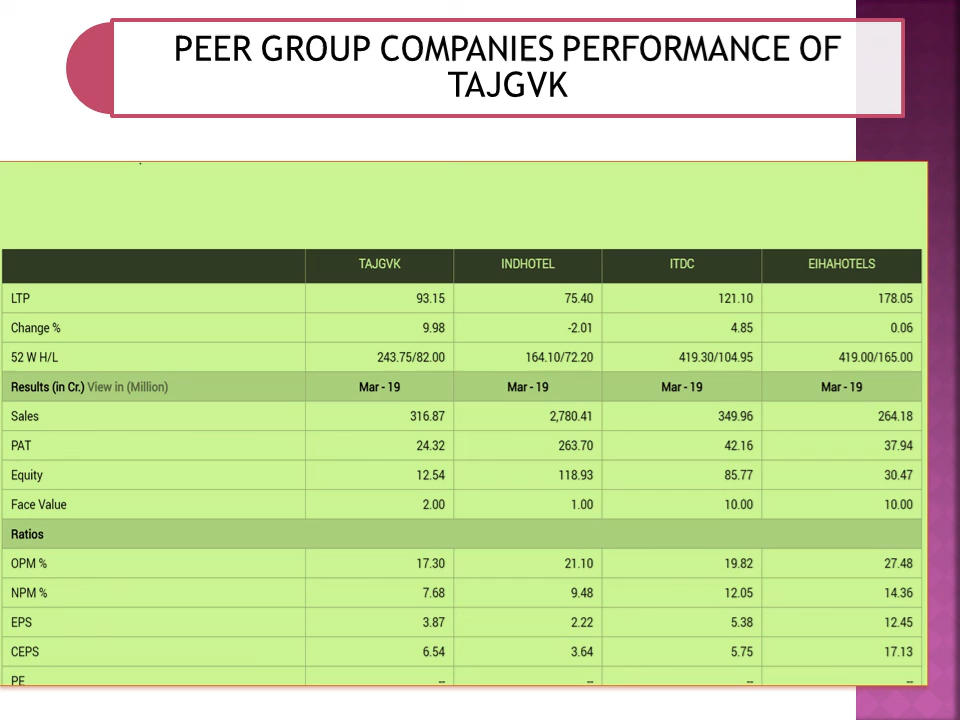 PEER GROUP COMPANIES PERFORMANCE OF
TAJGVK
TAJGVK INDHOTEL ITDC EIHAHOTELS
LTP 93.15 75.40 121.10 178.05
Change % 9.98 -2.01 4.85 0.06
52 W H/L 243.75/82.00 164.10/72.20 419.30/104.95 419.00/165.00
Results (in Cr.) View in (Million) Mar - 19 Mar - 19 Mar - 19 Mar - 19
Sales 316.87 2,780.41 349.96 264.18
PAT 24.32 263.70 42.16 37.94
Equity 12.54 118.93 85.77 30.47
Face Value 2.00 1.00 10.00 10.00
Ratios
OPM % 17.30 21.10 19.82 27.48
NPM % 7.68 9.48 12.05 14.36
EPS 3.87 2.22 5.38 12.45
CEPS 6.54 3.64 5.75 17.13
PE -- -- -- --